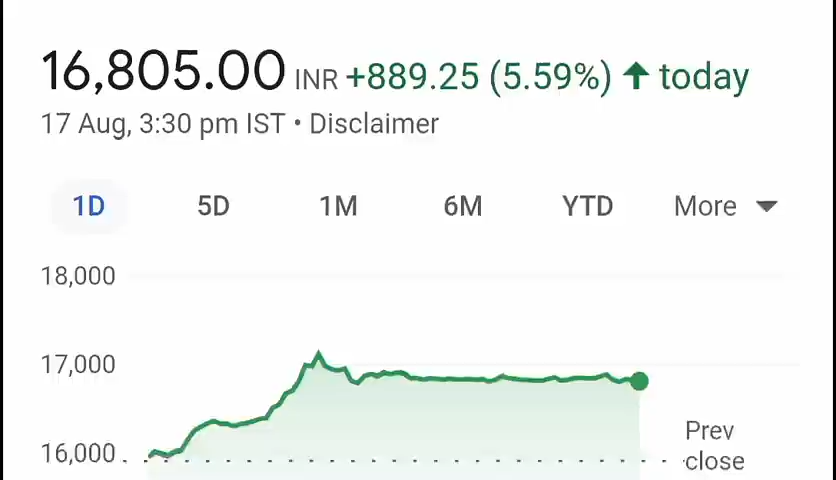 16,805.00 INR +889.25 (5.59%) ↑ today
17 Aug, 3:30 pm IST • Disclaimer
1D 5D 1M 6M YTD More
18,000
17,000
16,000
Prev
close